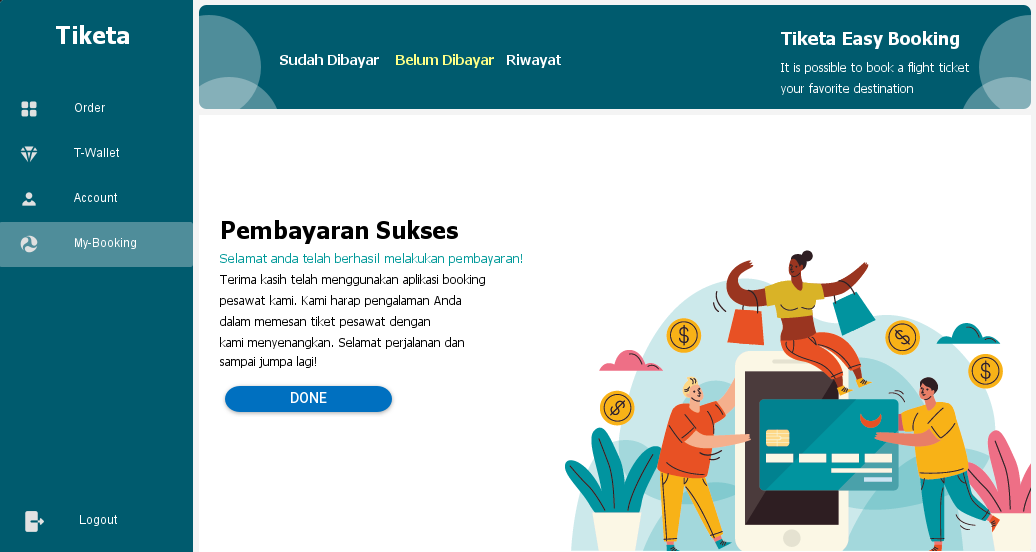 Tiketa
Order
T-Wallet
Account
My-Booking
Logout
Sudah Dibayar
Belum Dibayar
Riwayat
Tiketa Easy Booking
It is possible to book a flight ticket
your favorite destination
Pembayaran Sukses
Selamat anda telah berhasil melakukan pembayaran!
Terima kasih telah menggunakan aplikasi booking
pesawat kami. Kami harap pengalaman Anda
dalam memesan tiket pesawat dengan
kami menyenangkan. Selamat perjalanan dan
sampai jumpa lagi!
DONE